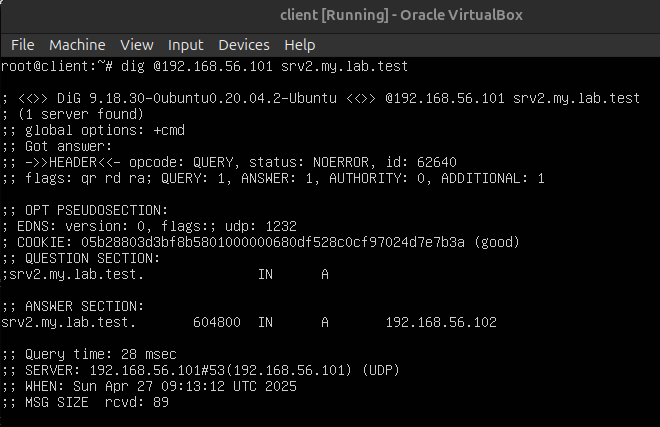 client [Running] - Oracle VirtualBox
File Machine View Input Devices Help
root@client:~# dig @192.168.56.101 srv2.my.lab.test
; <<>> DiG 9.18.30-0ubuntu0.20.04.2-Ubuntu <<>> @192.168.56.101 srv2.my.lab.test
; (1 server found)
;; global options: +cmd
;; Got answer:
;; ->>HEADER<<- opcode: QUERY, status: NOERROR, id: 62640
;; flags: qr rd ra; QUERY: 1, ANSWER: 1, AUTHORITY: 0, ADDITIONAL: 1
;; OPT PSEUDOSECTION:
; EDNS: version: 0, flags:; udp: 1232
; COOKIE: 05b28803d3bf8b5801000000680df528c0cf97024d7e7b3a (good)
;; QUESTION SECTION:
;srv2.my.lab.test. IN A
;; ANSWER SECTION:
srv2.my.lab.test. 604800 IN A 192.168.56.102
;; Query time: 28 msec
;; SERVER: 192.168.56.101#53(192.168.56.101) (UDP)
;; WHEN: Sun Apr 27 09:13:12 UTC 2025
;; MSG SIZE rcvd: 89